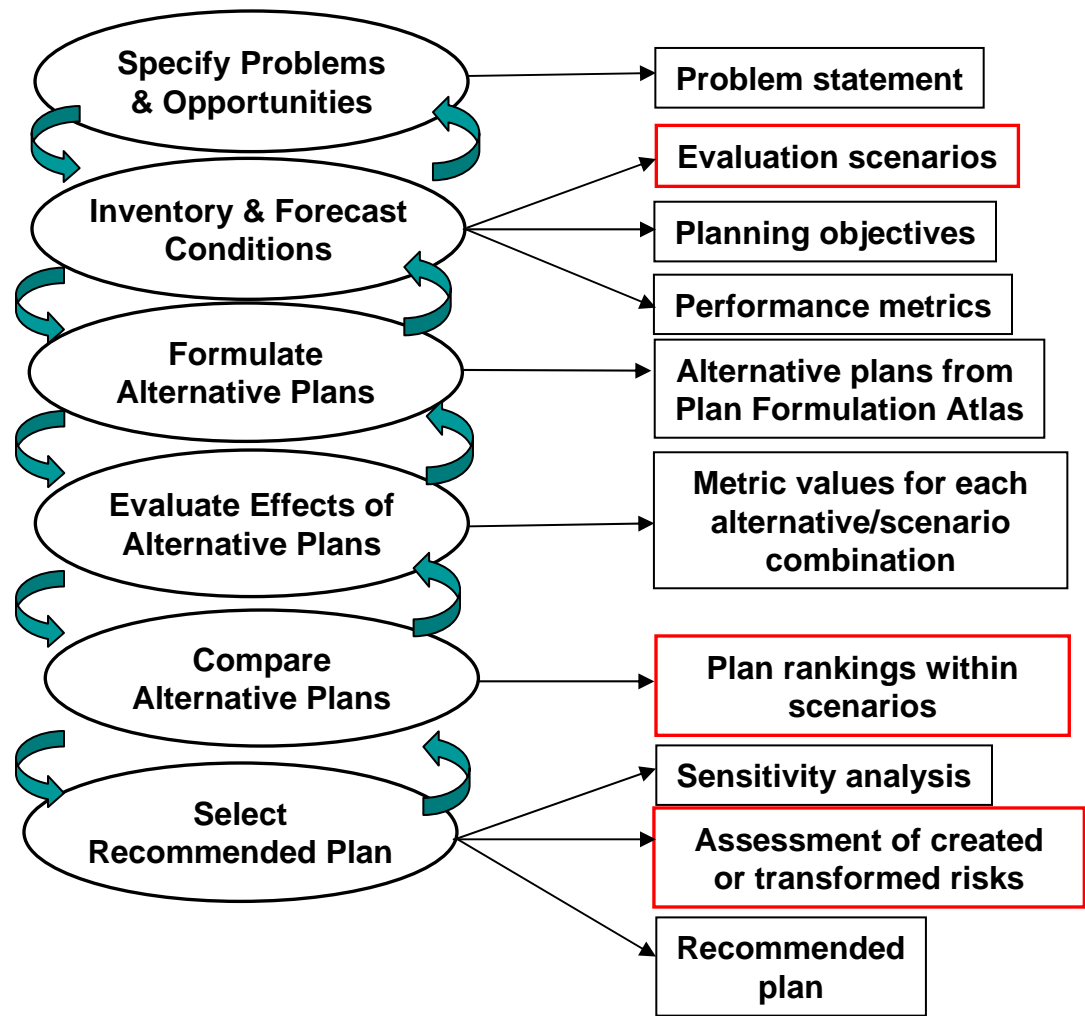 Specify Problems
& Opportunities
Problem statement
Inventory & Forecast
Conditions
Evaluation scenarios
Planning objectives
Performance metrics
Formulate
Alternative Plans
Alternative plans from
Plan Formulation Atlas
Evaluate Effects of
Alternative Plans
Metric values for each
alternative/scenario
combination
Compare
Alternative Plans
Plan rankings within
scenarios
Select
Recommended Plan
Sensitivity analysis
Assessment of created
or transformed risks
Recommended
plan